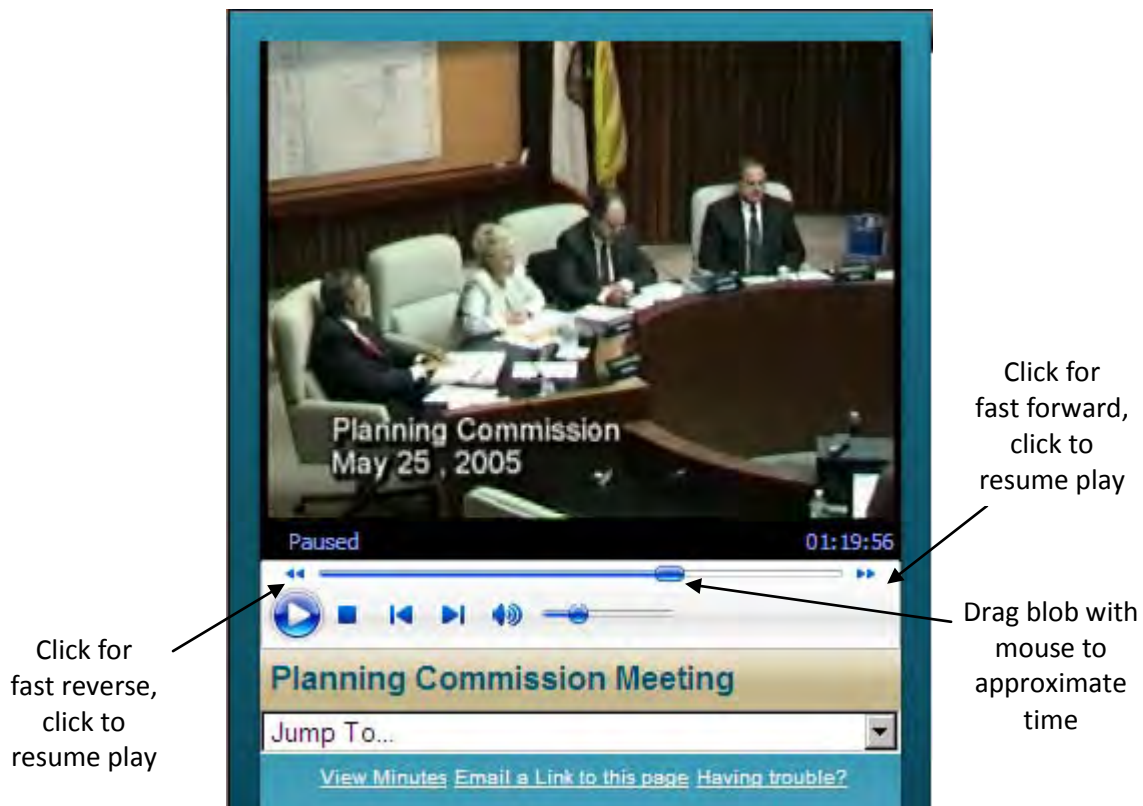 Planning Commission
May 25 , 2005
Paused 01:19:56
Click for
fast forward,
click to
resume play
Drag blob with
mouse to
approximate
time
Click for
fast reverse,
click to
resume play
Planning Commission Meeting
Jump To...
View Minutes Email a Link to this page Having trouble?